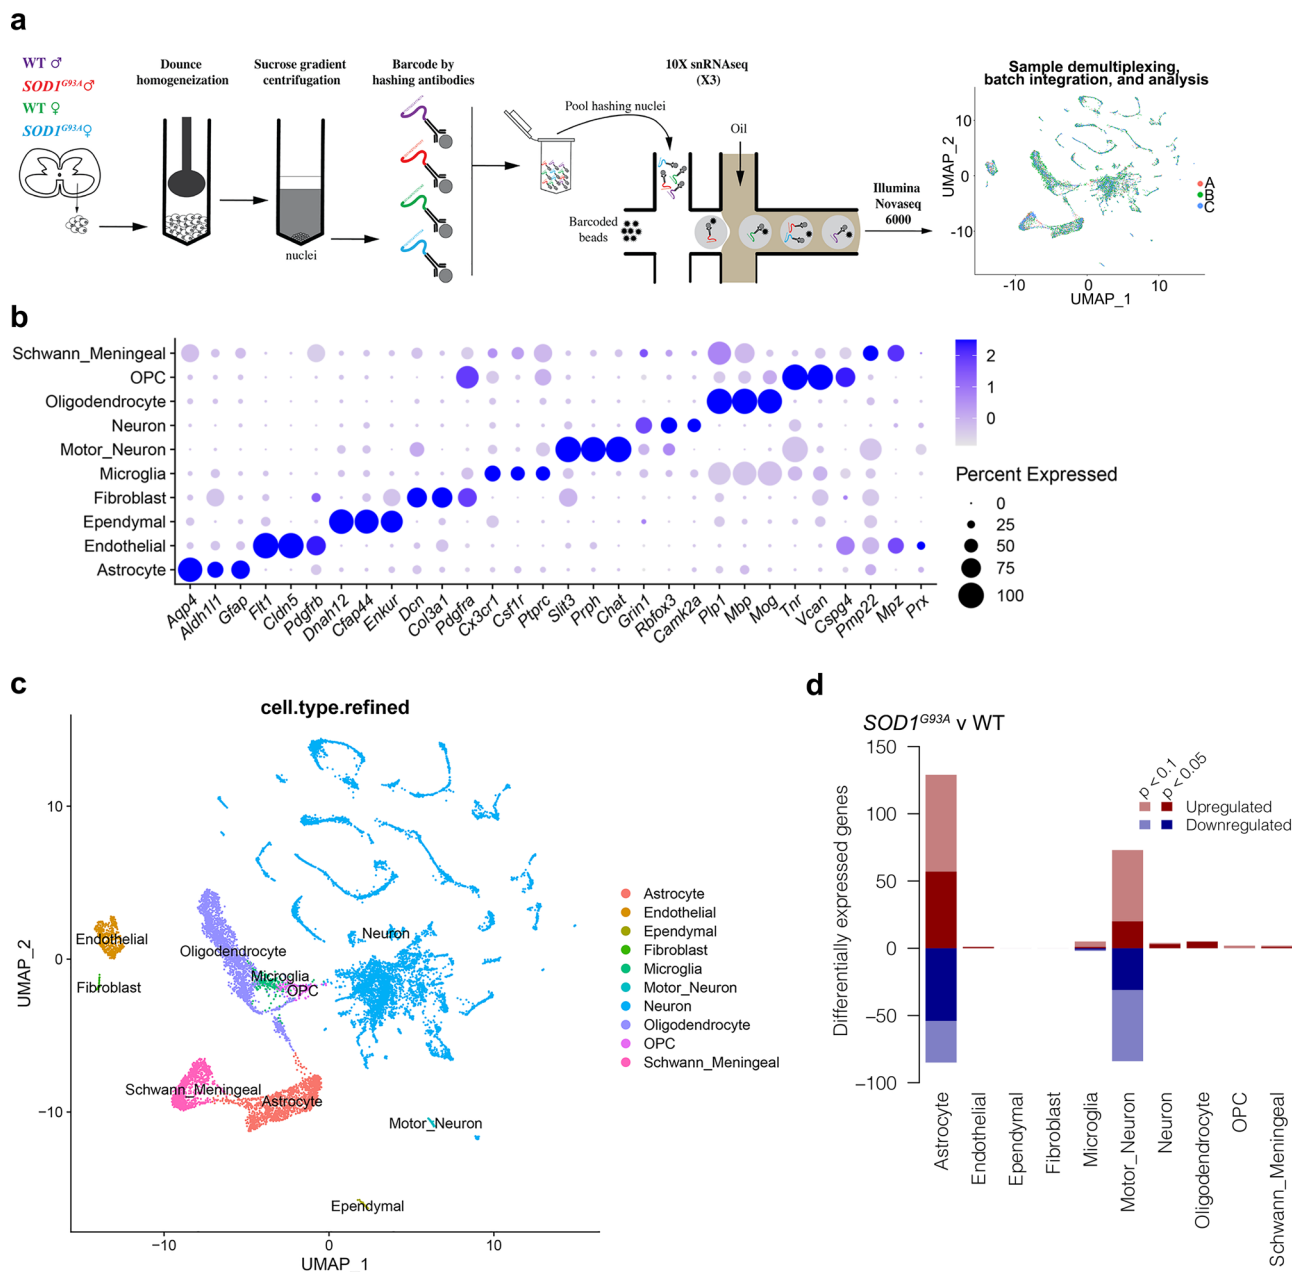 a
WT ♂
SOD1G93A♂
WT ♀
SOD1G93A♀
Dounce
homogeneization
Sucrose gradient
centrifugation
nuclei
Barcode by
hashing antibodies
10X snRNAseq
(X3)
Pool hashing nuclei
Oil
Barcoded
beads
Illumina
Novaseq
6000
Sample demultiplexing,
batch integration, and analysis
UMAP_2
10
0
-10
-10 0 10
UMAP_1
A
B
C
b
Schwann_Meningeal
OPC
Oligodendrocyte
Neuron
Motor_Neuron
Microglia
Fibroblast
Ependymal
Endothelial
Astrocyte
Aqp4 Aldh1l1 Gfap Flt1 Cldn5 Pdgfrb Dnah12 Cfap44 Enkur Dcn Col3a1 Pdgfra Cx3cr1 Csf1r Ptprc Slit3 Prph Chat Grin1 Rbfox3 Camk2a Plp1 Mbp Mog Tnr Vcan Cspg4 Pmp22 Mpz Prx
2
1
0
Percent Expressed
0
25
50
75
100
c
cell.type.refined
UMAP_2
10
0
−10
−10 0 10
UMAP_1
Neuron
Endothelial
Oligodendrocyte
Microglia
Fibroblast
OPC
Schwann_Meningeal
Astrocyte
Motor_Neuron
Ependymal
Astrocyte
Endothelial
Ependymal
Fibroblast
Microglia
Motor_Neuron
Neuron
Oligodendrocyte
OPC
Schwann_Meningeal
d
SOD1G93A v WT
Differentially expressed genes
150
100
50
0
−50
−100
p < 0.1
p < 0.05
Upregulated
Downregulated
Astrocyte
Endothelial
Ependymal
Fibroblast
Microglia
Motor_Neuron
Neuron
Oligodendrocyte
OPC
Schwann_Meningeal